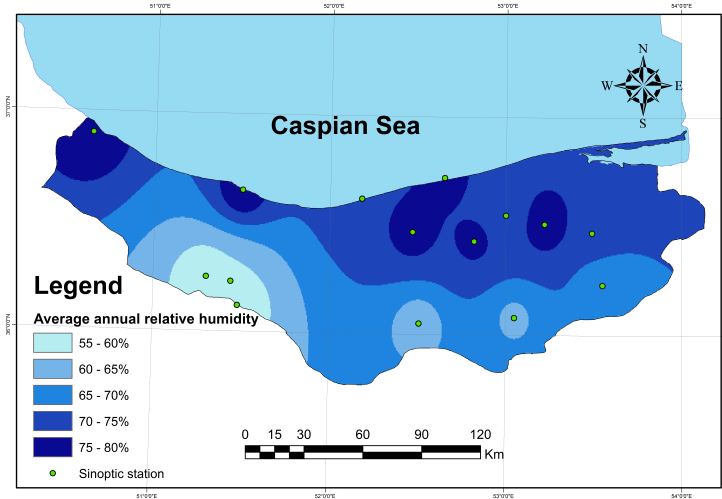 51°0'0"E 52°0'0"E 53°0'0"E 54°0'0"E
N
W E
S
37°0'0"N
Caspian Sea
Legend
Average annual relative humidity
36°0'0"N
55 - 60%
60 - 65%
65 - 70%
70 - 75%
75 - 80%
Sinoptic station
0 15 30 60 90 120
Km
51°0'0"E 52°0'0"E 53°0'0"E 54°0'0"E